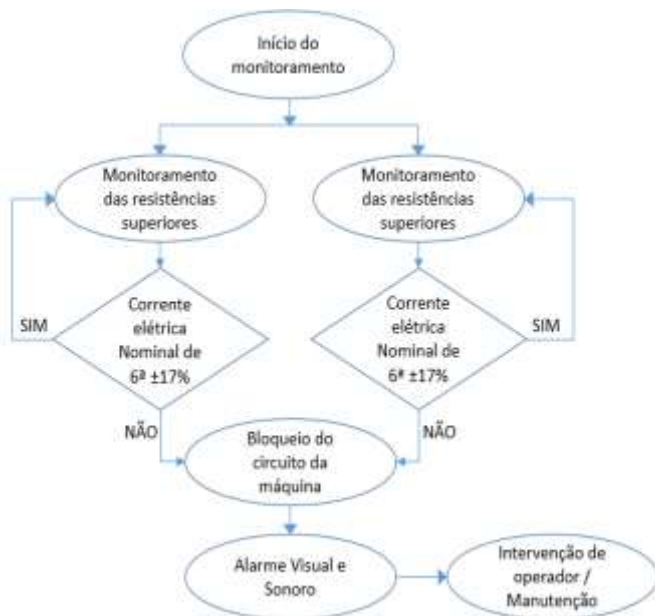 Início do
monitoramento
Monitoramento
das resistências
superiores
Monitoramento
das resistências
superiores
Corrente
elétrica
Nominal de
6ª ±17%
SIM
NÃO
Corrente
elétrica
Nominal de
6ª ±17%
SIM
NÃO
Bloqueio do
circuito da
máquina
Alarme Visual e
Sonoro
Intervenção de
operador /
Manutenção